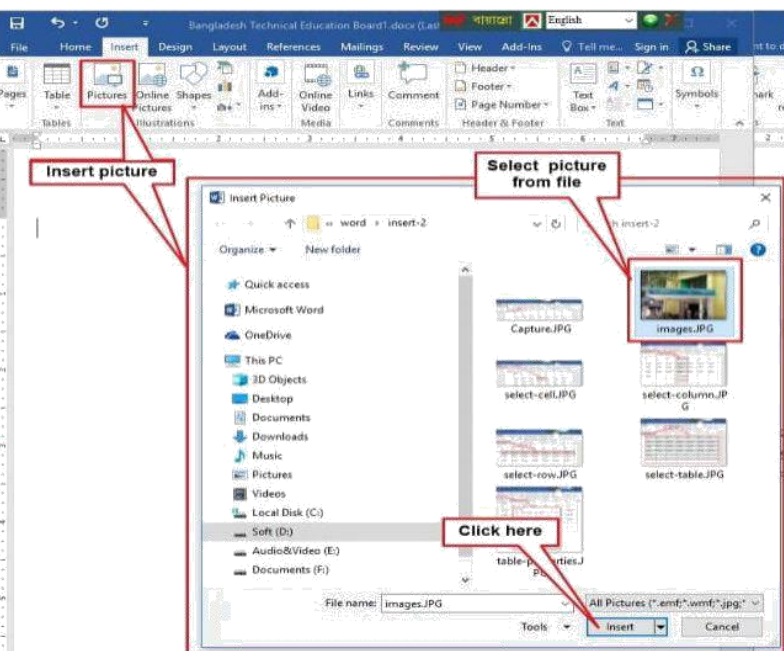 Bangladesh Technical Education Board1.docx (Last
English
File Home Insert Design Layout References Mailings Review View Add-Ins Tell me... Sign in Share
Pages
Table
Pictures
Online Pictures
Shapes
Add-ins
Online Video
Links
Comment
Header
Footer
Page Number
Text Box
Symbols
Tables Illustrations Media Comments Header & Footer Text
Insert picture
Select picture
from file
Insert Picture
word insert-2
insert-2
Organize New folder
Quick access
Microsoft Word
OneDrive
This PC
3D Objects
Desktop
Documents
Downloads
Music
Pictures
Videos
Local Disk (C:)
Soft (D:)
Audio&Video (E:)
Documents (F:)
Capture.JPG
images.JPG
select-cell.JPG
select-column.JP
G
select-row.JPG
select-table.JPG
Click here
File name: images.JPG
All Pictures (*.emf;*.wmf;*.jpg;*
Tools Insert Cancel